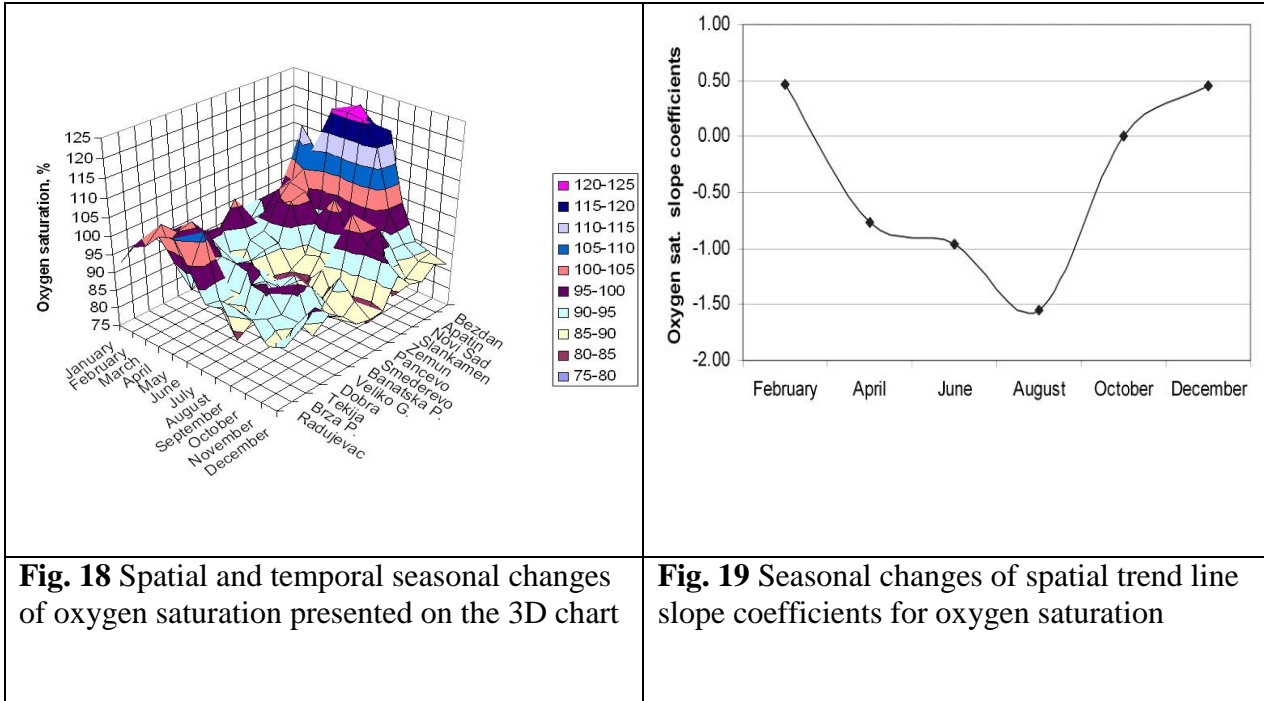 Oxygen saturation, %
125
120
115
110
105
100
95
90
85
80
75
January
February
March
April
May
June
July
August
September
October
November
December
Bezdan
Apatin
Novi Sad
Slankamen
Zemun
Pancevo
Smederevo
Banatska P.
Veliko G.
Dobra
Tekija
Brza P.
Radujevac
120-125
115-120
110-115
105-110
100-105
95-100
90-95
85-90
80-85
75-80
Oxygen sat. slope coefficients
1.00
0.50
0.00
-0.50
-1.00
-1.50
-2.00
February April June August October December
Fig. 18 Spatial and temporal seasonal changes
of oxygen saturation presented on the 3D chart
Fig. 19 Seasonal changes of spatial trend line
slope coefficients for oxygen saturation